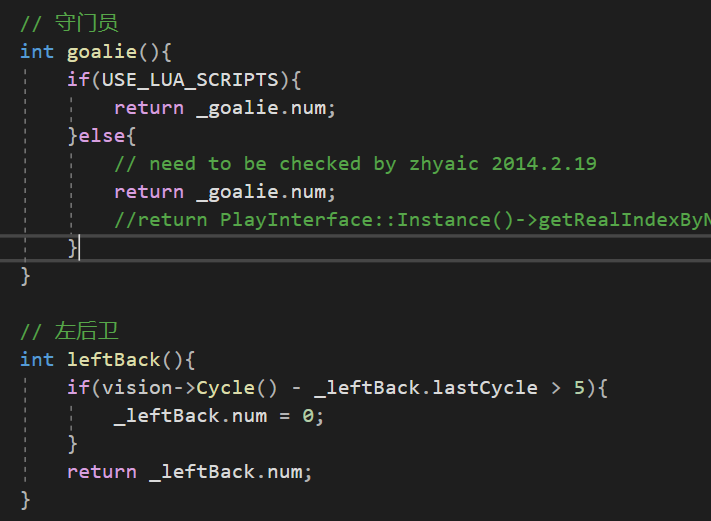 // 守门员
int goalie(){
if(USE_LUA_SCRIPTS){
return _goalie.num;
}else{
// need to be checked by zhyaic 2014.2.19
return _goalie.num;
//return PlayInterface::Instance()->getRealIndexByN
}
}
// 左后卫
int leftBack(){
if(vision->Cycle() - _leftBack.lastCycle > 5){
_leftBack.num = 0;
}
return _leftBack.num;
}